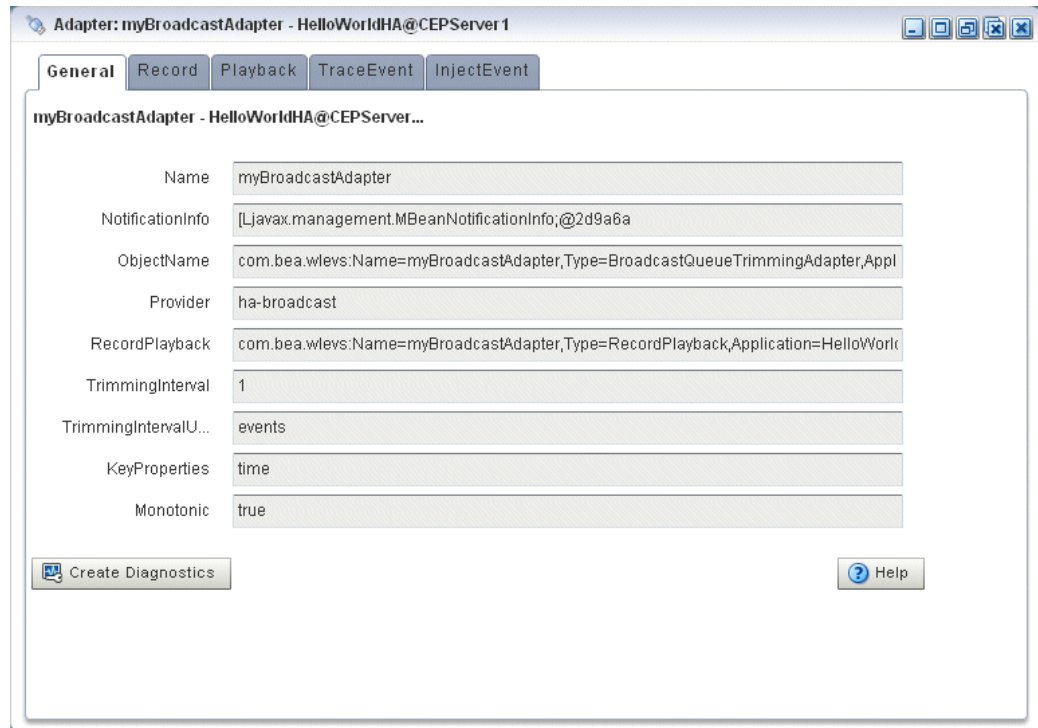 Adapter: myBroadcastAdapter - HelloWorldHA@CEPServer1
General Record Playback TraceEvent InjectEvent
myBroadcastAdapter - HelloWorldHA@CEPServer...
Name myBroadcastAdapter
NotificationInfo [Ljavax.management.MBeanNotificationInfo;@2d9a6a
ObjectName com.bea.wlevs:Name=myBroadcastAdapter,Type=BroadcastQueueTrimmingAdapter,Appl
Provider ha-broadcast
RecordPlayback com.bea.wlevs:Name=myBroadcastAdapter,Type=RecordPlayback,Application=HelloWorld
TrimmingInterval 1
TrimmingIntervalU... events
KeyProperties time
Monotonic true
Create Diagnostics Help